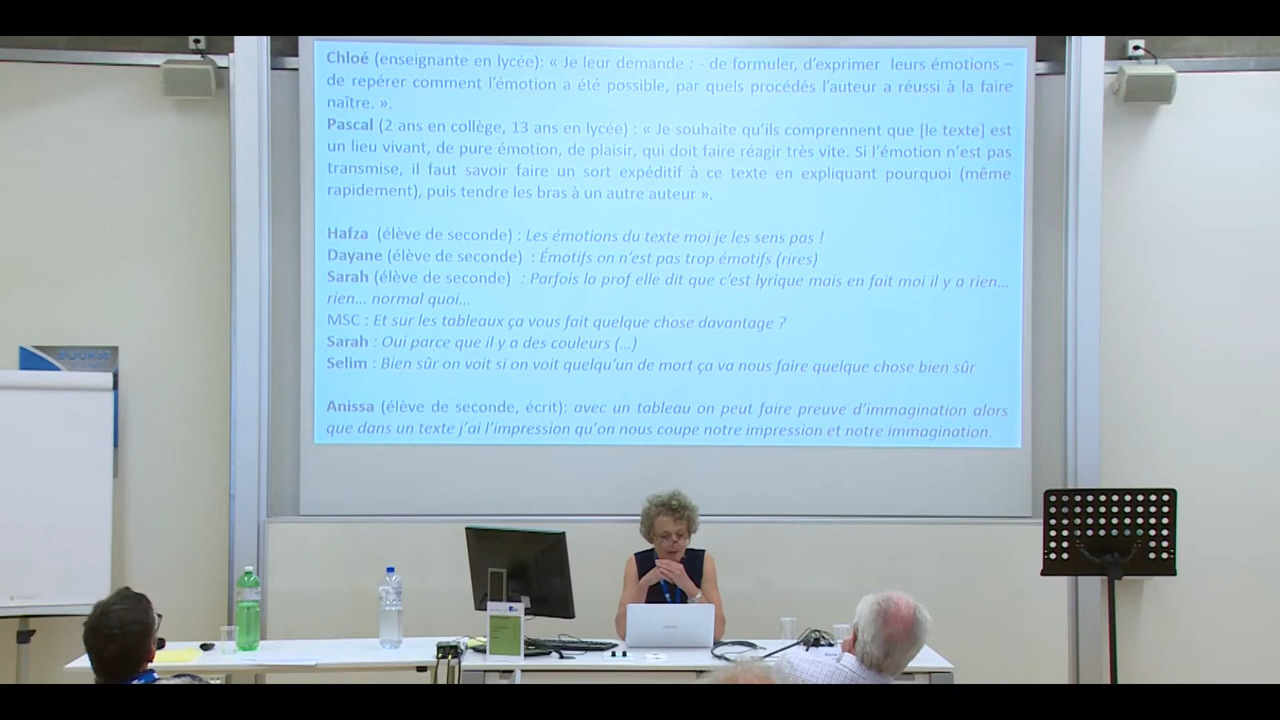 Chloé (enseignante en lycée): « Je leur demande : - de formuler, d’exprimer leurs émotions –
de repérer comment l’émotion a été possible, par quels procédés l’auteur a réussi à la faire
naître. ».
Pascal (2 ans en collège, 13 ans en lycée) : « Je souhaite qu’ils comprennent que [le texte] est
un lieu vivant, de pure émotion, de plaisir, qui doit faire réagir très vite. Si l’émotion n’est pas
transmise, il faut savoir faire un sort expéditif à ce texte en expliquant pourquoi (même
rapidement), puis tendre les bras à un autre auteur ».
Hafza (élève de seconde) : Les émotions du texte moi je les sens pas !
Dayane (élève de seconde) : Émotifs on n’est pas trop émotifs (rires)
Sarah (élève de seconde) : Parfois la prof elle dit que c’est lyrique mais en fait moi il y a rien…
rien… normal quoi…
MSC : Et sur les tableaux ça vous fait quelque chose davantage ?
Sarah : Oui parce que il y a des couleurs (…)
Selim : Bien sûr on voit si on voit quelqu’un de mort ça va nous faire quelque chose bien sûr
Anissa (élève de seconde, écrit): avec un tableau on peut faire preuve d’immagination alors
que dans un texte j’ai l’impression qu’on nous coupe notre impression et notre immagination.